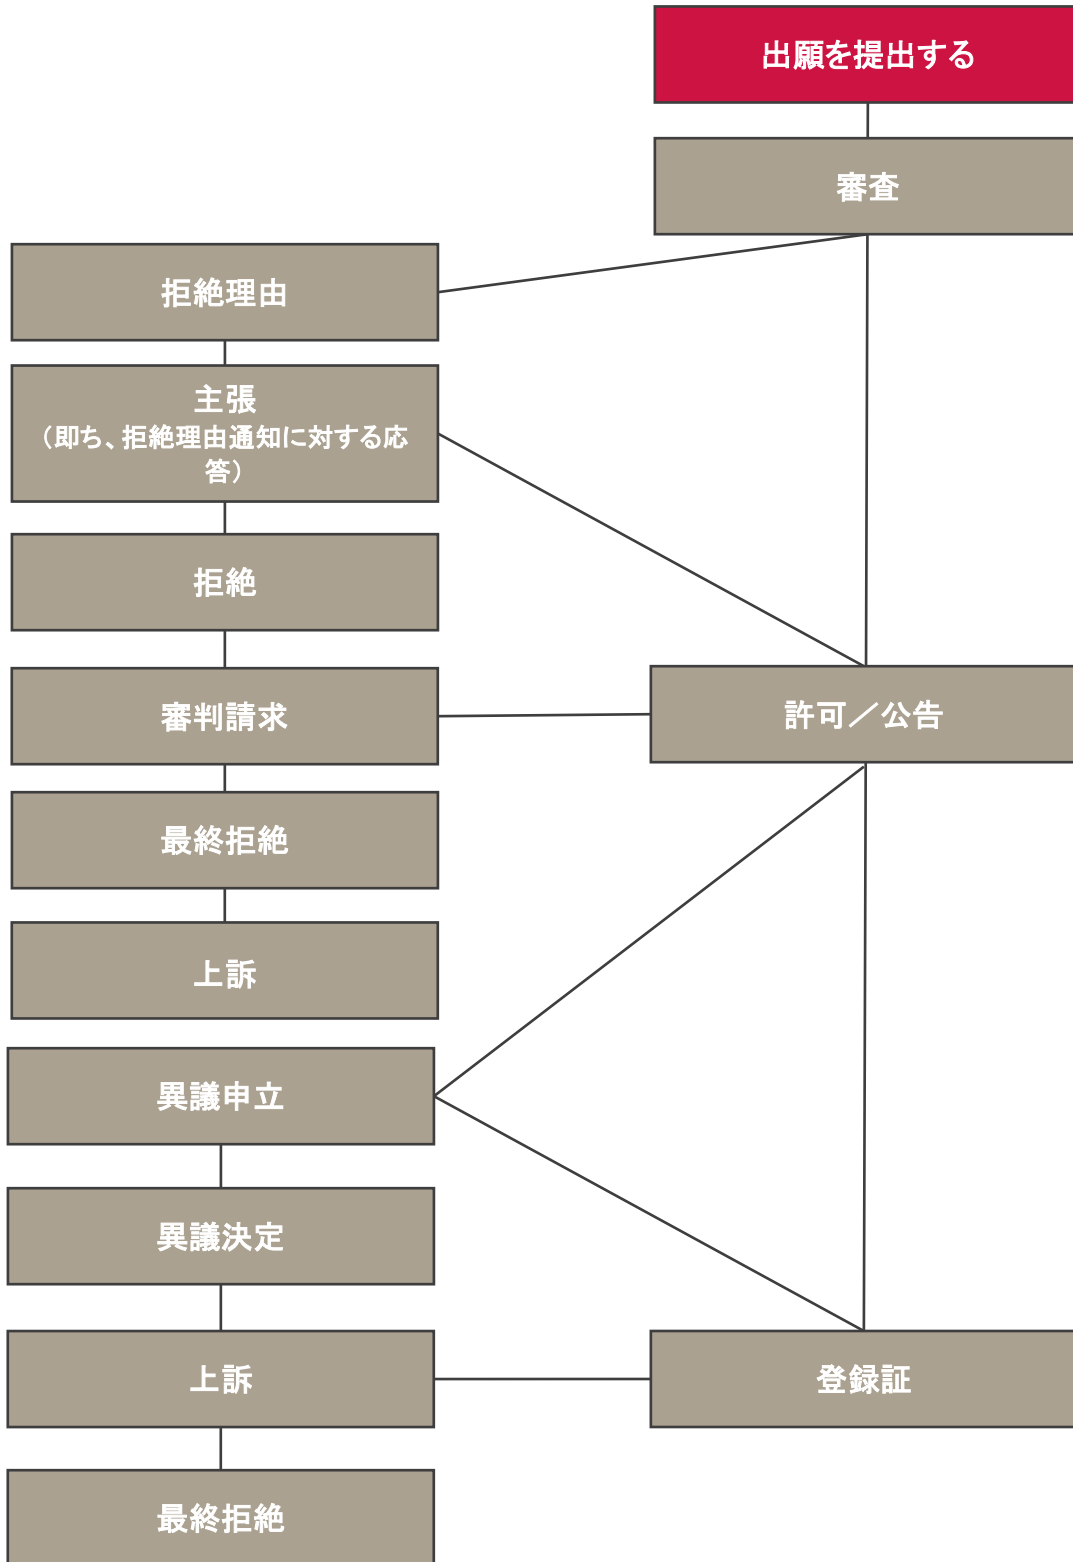 出願を提出する
審査
拒絶理由
主張
（即ち、拒絶理由通知に対する応
答）
拒絶
審判請求
許可／公告
最終拒絶
上訴
異議申立
異議決定
上訴
登録証
最終拒絶